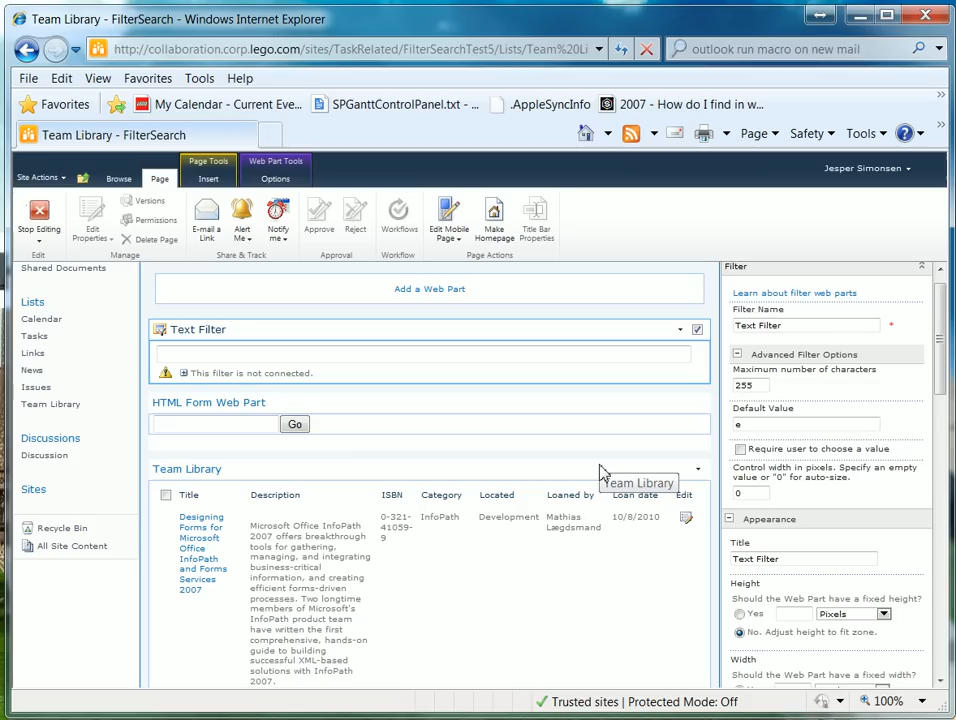 Team Library - FilterSearch - Windows Internet Explorer
http://collaboration.corp.lego.com/sites/TaskRelated/FilterSearchTest5/Lists/Team%20Li
outlook run macro on new mail
File Edit View Favorites Tools Help
Favorites My Calendar - Current Eve... SPGanttControlPanel.txt - ... .AppleSyncInfo 2007 - How do I find in w...
Team Library - FilterSearch
Page Safety Tools
Page Tools Web Part Tools
Site Actions Browse Page Insert Options Jesper Simonsen
Stop Editing
Edit Properties
Versions
Permissions
Delete Page
E-mail a Link
Alert Me
Notify me
Approve
Reject
Workflows
Edit Mobile Page
Make Homepage
Title Bar Properties
Edit Manage Share & Track Approval Workflow Page Actions
Shared Documents
Lists
Calendar
Tasks
Links
News
Issues
Team Library
Discussions
Team Discussion
Sites
Recycle Bin
All Site Content
Add a Web Part
Text Filter
This filter is not connected.
HTML Form Web Part
Go
Team Library
Team Library
Title Description ISBN Category Located Loaned by Loan date Edit
Designing
Forms for
Microsoft
Office
InfoPath
and Forms
Services
2007
Microsoft Office InfoPath
2007 offers breakthrough
tools for gathering,
managing, and integrating
business-critical
information, and creating
efficient forms-driven
processes. Two longtime
members of Microsoft's
InfoPath product team
have written the first
comprehensive, hands-on
guide to building
successful XML-based
solutions with InfoPath
2007.
0-321-
41059-
9
InfoPath
Development
Mathias
Lægdsmand
10/8/2010
Filter
Learn about filter web parts
Filter Name
Text Filter *
Advanced Filter Options
Maximum number of characters
255
Default Value
e
Require user to choose a value
Control width in pixels. Specify an empty
value or "0" for auto-size.
0
Appearance
Title
Text Filter
Height
Should the Web Part have a fixed height?
Yes Pixels
No. Adjust height to fit zone.
Width
Should the Web Part have a fixed width?
Trusted sites | Protected Mode: Off 100%